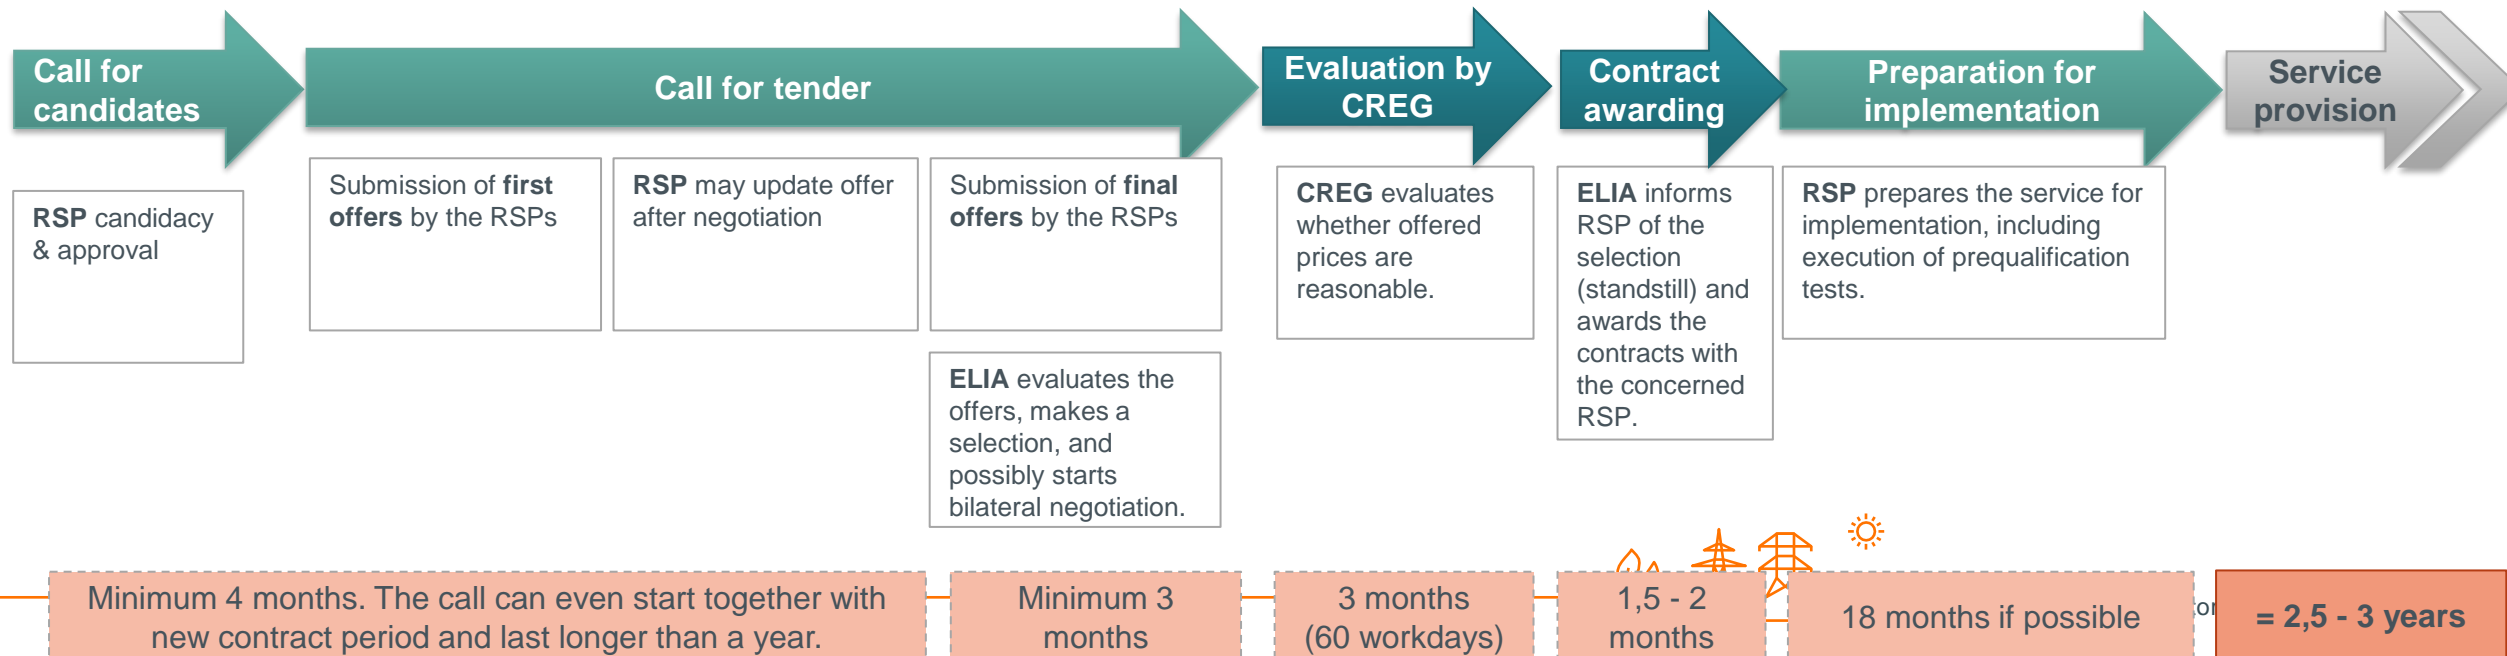 Call for
candidates
Call for tender
Evaluation by
CREG
Contract
awarding
Preparation for
implementation
Service
provision
RSP candidacy
& approval
Submission of first
offers by the RSPs
RSP may update offer
after negotiation
Submission of final
offers by the RSPs
ELIA evaluates the
offers, makes a
selection, and
possibly starts
bilateral negotiation.
CREG evaluates
whether offered
prices are
reasonable.
ELIA informs
RSP of the
selection
(standstill) and
awards the
contracts with
the concerned
RSP.
RSP prepares the service for
implementation, including
execution of prequalification
tests.
Minimum 4 months. The call can even start together with
new contract period and last longer than a year.
Minimum 3
months
3 months
(60 workdays)
1,5 - 2
months
18 months if possible
= 2,5 - 3 years